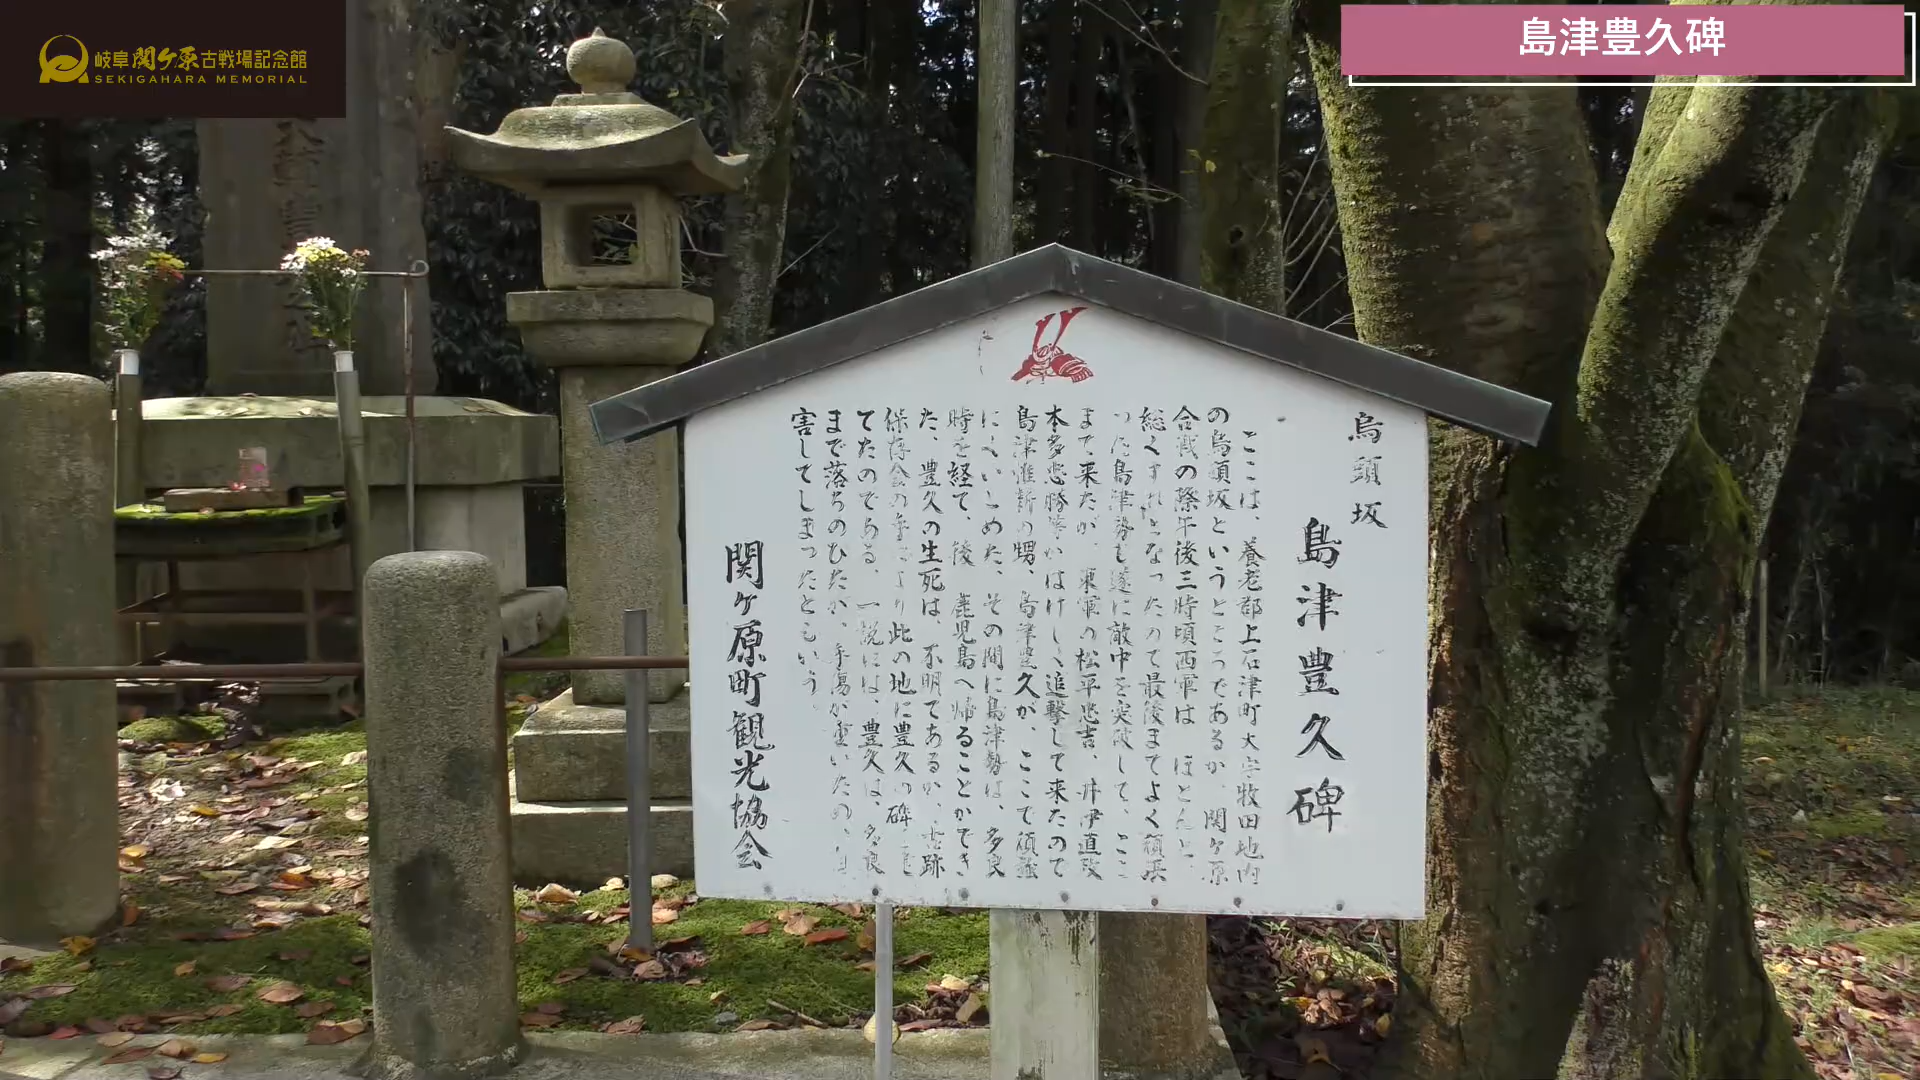 岐阜関ケ原古戦場記念館
SEKIGAHARA MEMORIAL
島津豊久碑
烏頭坂
島津豊久碑
ここは、養老郡上石津町大字牧田地内
の烏頭坂というところであるが、関ヶ原
合戦の際午後三時頃西軍は ほとんど
総くずれとなったので最後までよく頑張
った島津勢も遂に敵中を突破して、ここ
まで来たが、東軍の松平忠吉、井伊直政
本多忠勝等がはげしく追撃して来たので
島津惟新の甥、島津豊久が、ここで頑強
にくいとめた、その間に島津勢は、多良
時を経て、後 鹿児島へ帰ることができ
た、豊久の生死は、不明であるが、
跡
保存会の
により此の地に豊久の碑
てたのである、一説には、豊久は、多良
まで落ちのびたが、手傷が重いため、自
害してしまったともいう。
関ヶ原町観光協会